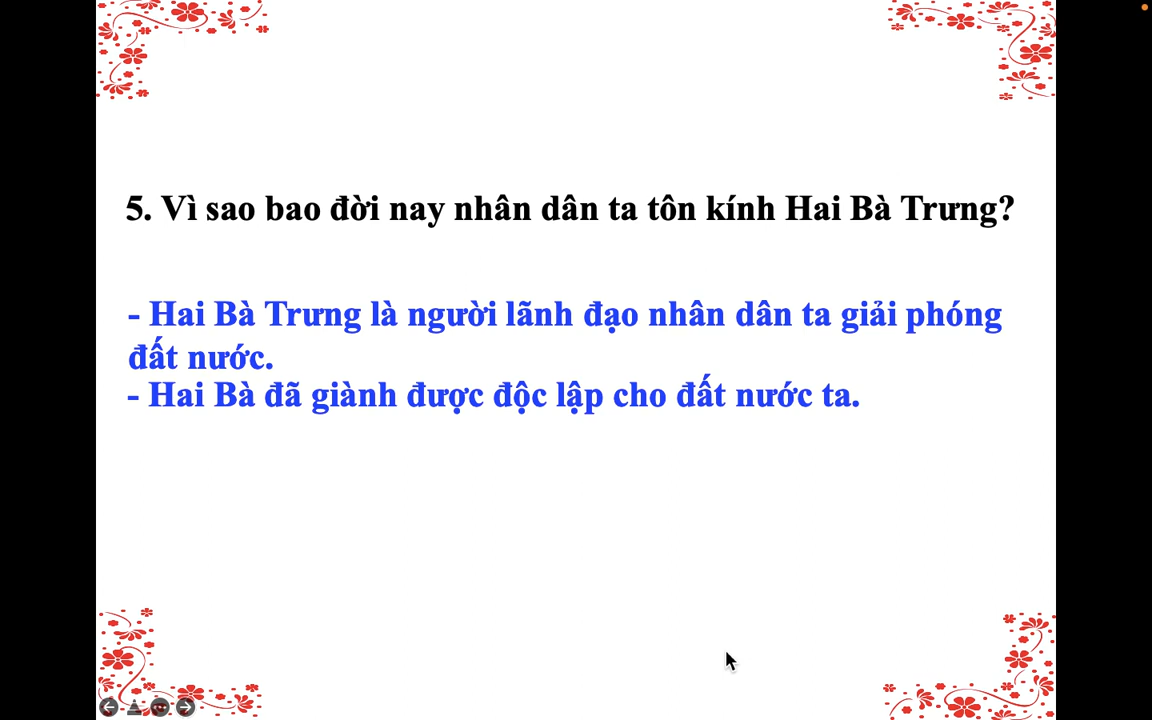 5. Vì sao bao đời nay nhân dân ta tôn kính Hai Bà Trưng?
- Hai Bà Trưng là người lãnh đạo nhân dân ta giải phóng
đất nước.
- Hai Bà đã giành được độc lập cho đất nước ta.